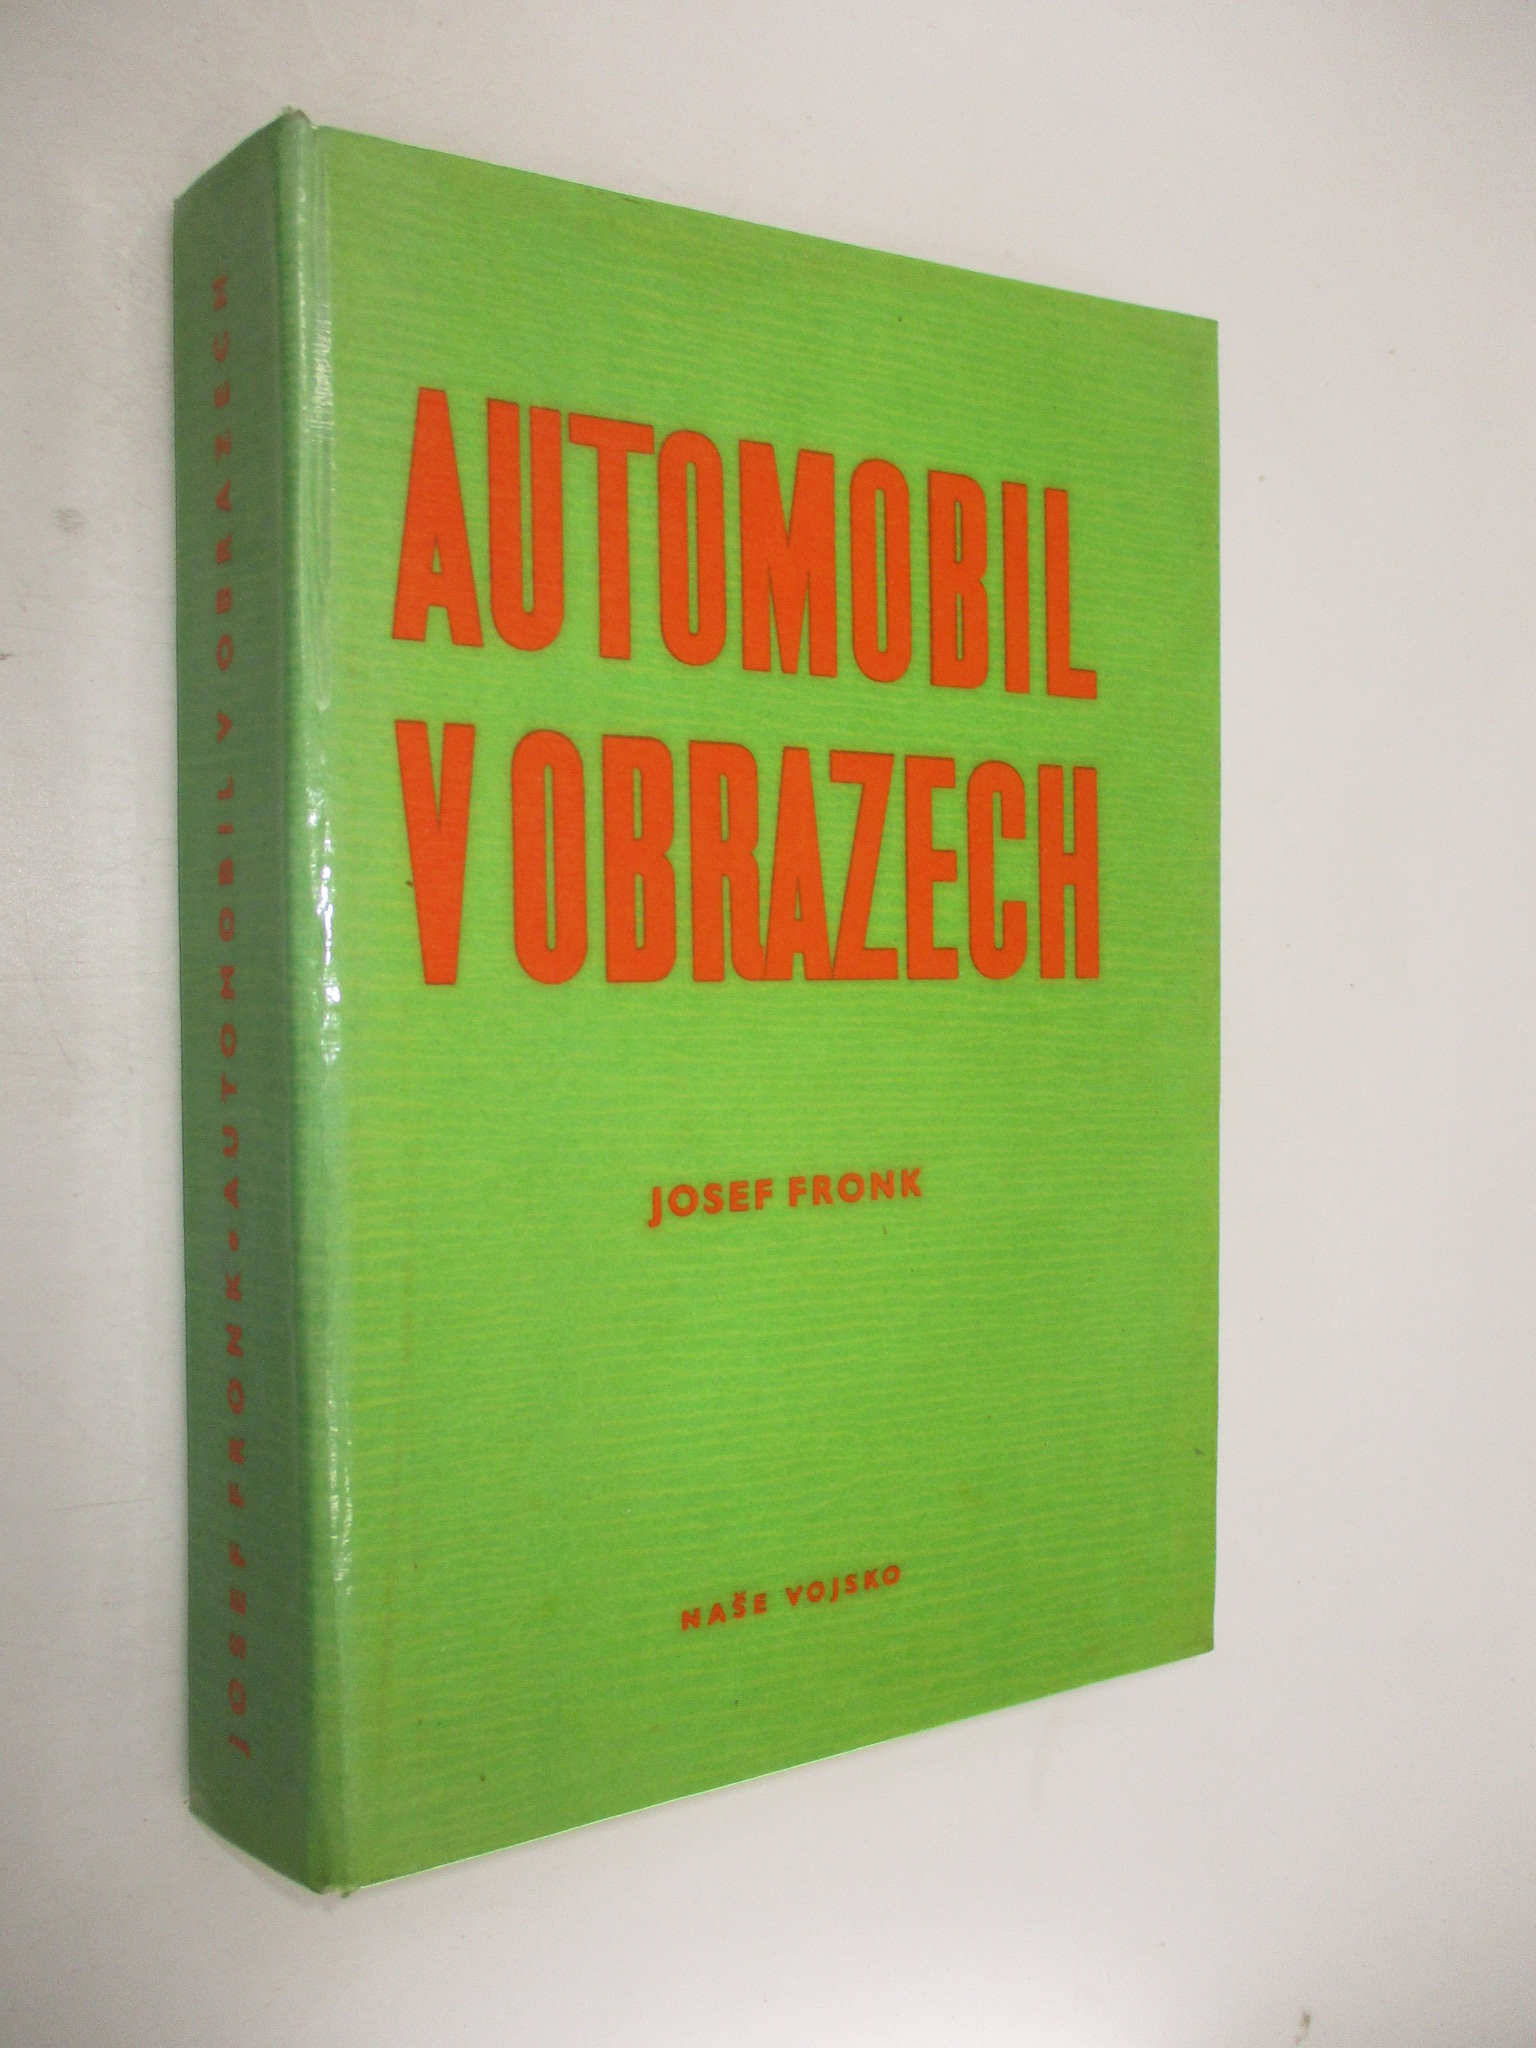 JOSEF FRONK • AUTOMOBIL V OBRAZECH
AUTOMOBIL
V OBRAZECH
JOSEF FRONK
NAŠE VOJSKO